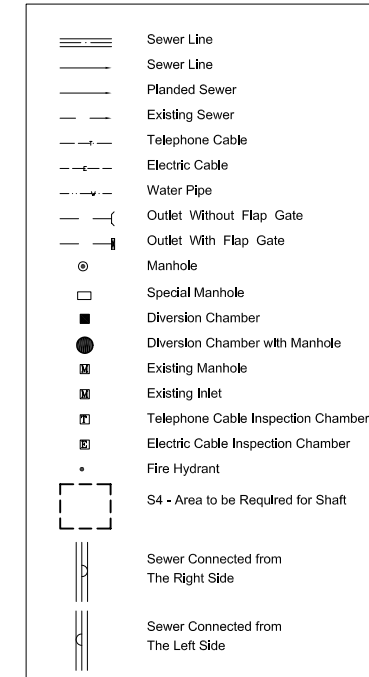 Sewer Line
Sewer Line
Planded Sewer
Existing Sewer
T Telephone Cable
E Electric Cable
W Water Pipe
Outlet Without Flap Gate
Outlet With Flap Gate
Manhole
Special Manhole
Diversion Chamber
Diversion Chamber with Manhole
M Existing Manhole
M Existing Inlet
T Telephone Cable Inspection Chamber
E Electric Cable Inspection Chamber
Fire Hydrant
S4 - Area to be Required for Shaft
Sewer Connected from
The Right Side
Sewer Connected from
The Left Side